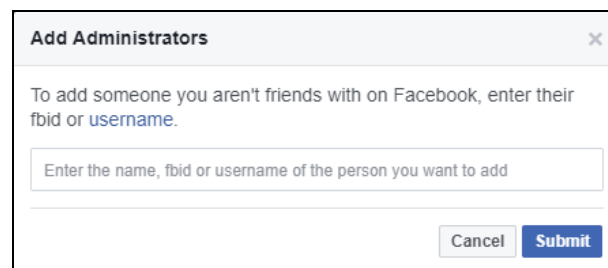 Add Administrators
To add someone you aren't friends with on Facebook, enter their
fbid or username.
Enter the name, fbid or username of the person you want to add
Cancel Submit